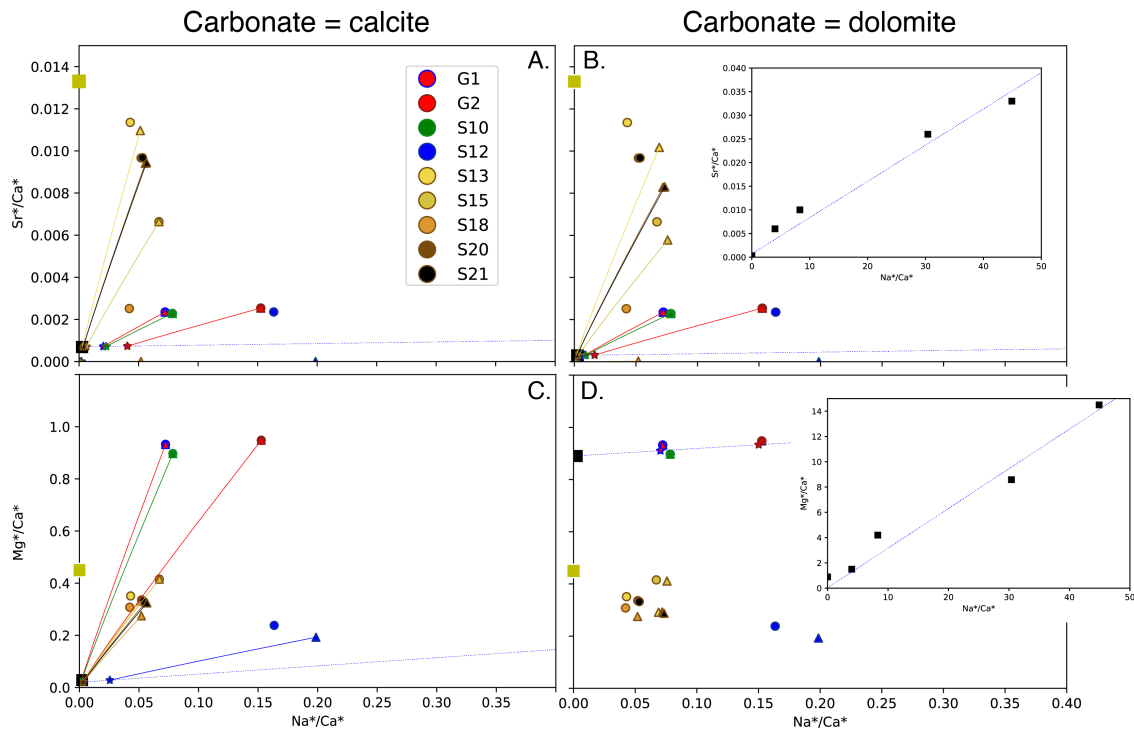 Carbonate = calcite
Carbonate = dolomite
A.
B.
0.014
0.012
0.010
0.008
0.006
0.004
0.002
0.000
Sr*/Ca*
G1
G2
S10
S12
S13
S15
S18
S20
S21
0.040
0.035
0.030
0.025
0.020
0.015
0.010
0.005
0.000
Sr*/Ca*
0 10 20 30 40 50
Na*/Ca*
C.
D.
1.0
0.8
0.6
0.4
0.2
0.0
Mg*/Ca*
0.00 0.05 0.10 0.15 0.20 0.25 0.30 0.35
Na*/Ca*
14
12
10
8
6
4
2
0
Mg*/Ca*
0 10 20 30 40 50
Na*/Ca*
0.00 0.05 0.10 0.15 0.20 0.25 0.30 0.35 0.40
Na*/Ca*